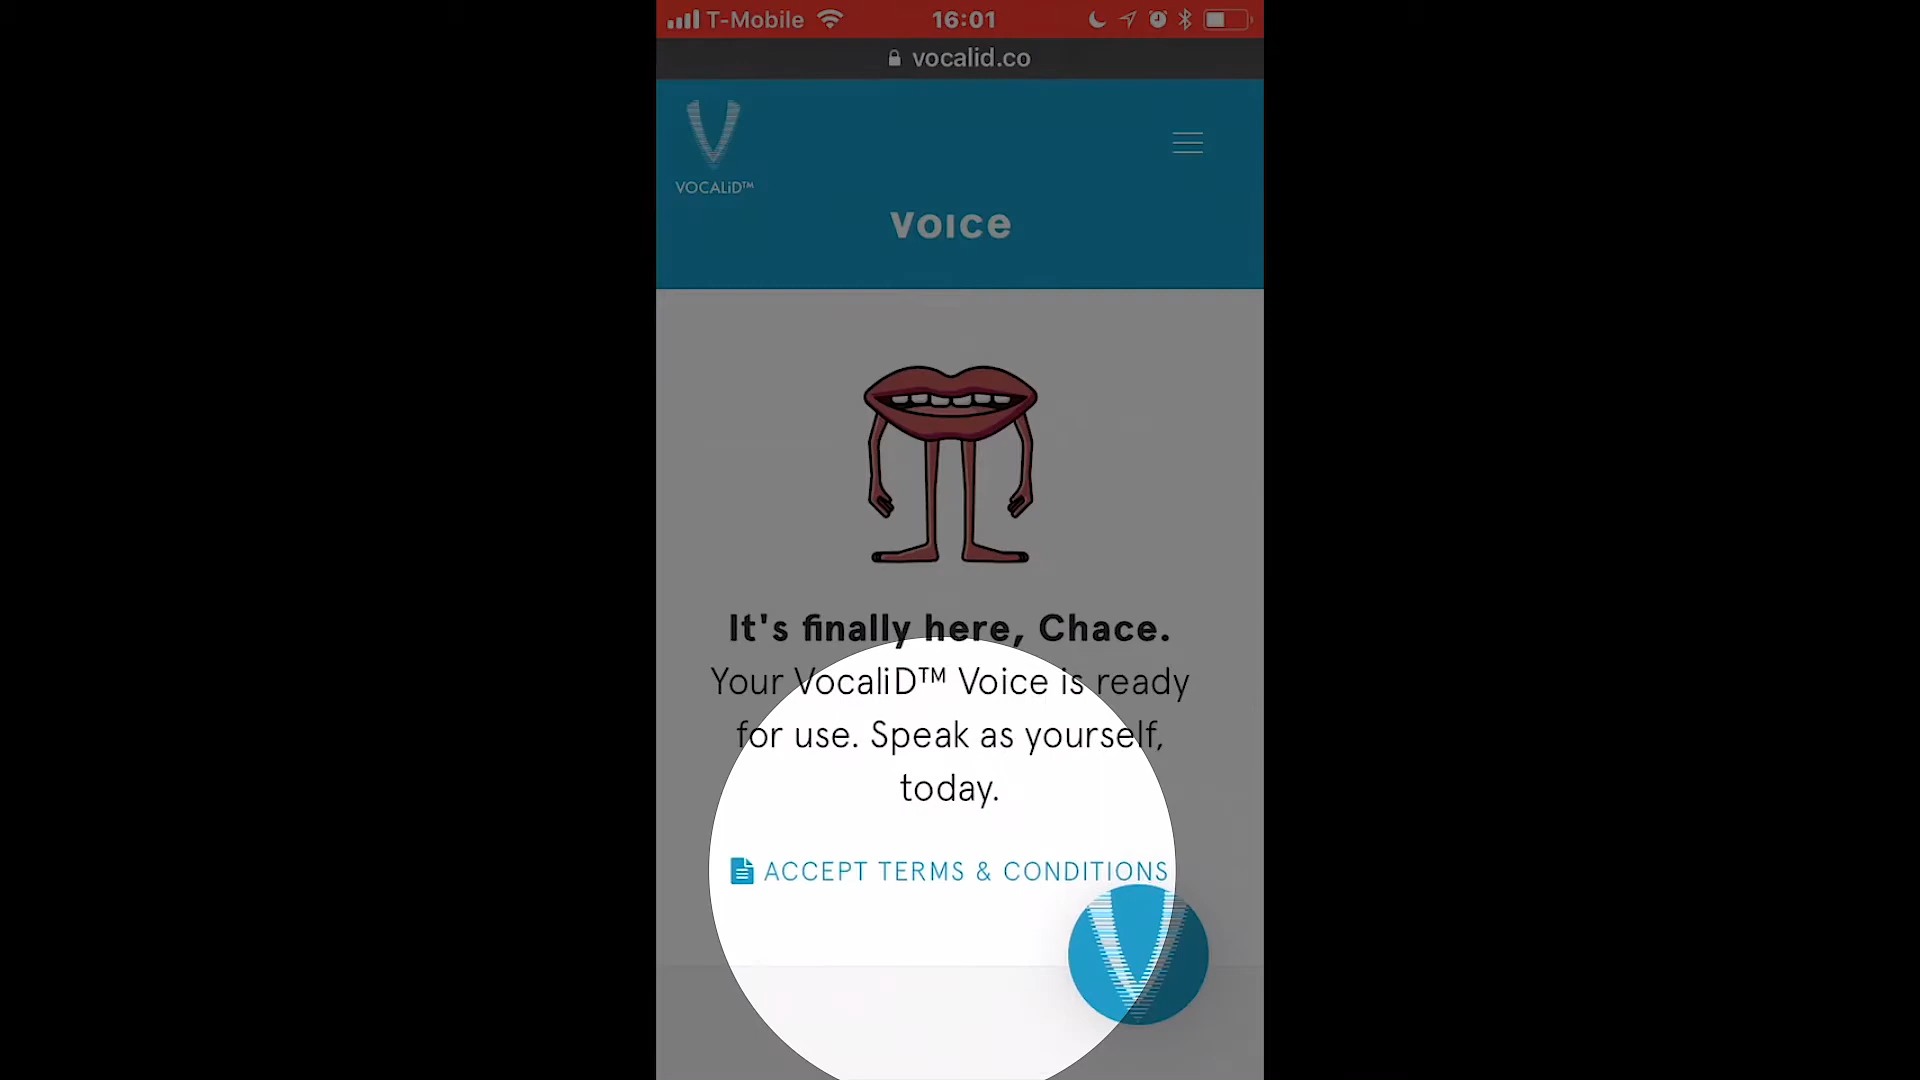 T-Mobile 16:01
vocalid.co
VOCALiD™
Voice
It's finally here, Chace.
Your VocaliD™ Voice is ready
for use. Speak as yourself,
today.
ACCEPT TERMS & CONDITIONS